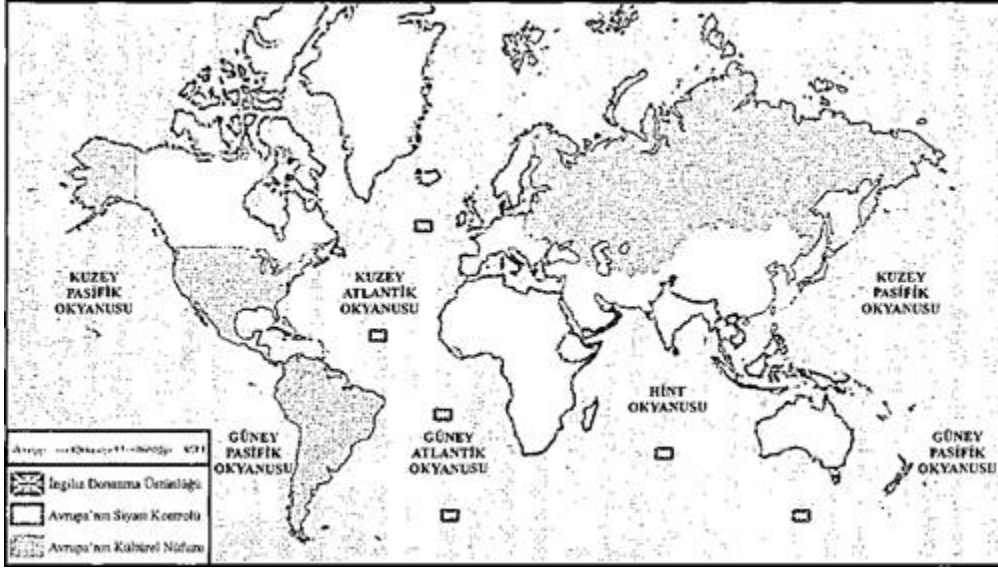 KUZEY
PASİFİK
OKYANUSU
KUZEY
ATLANTİK
OKYANUSU
KUZEY
PASİFİK
OKYANUSU
HİNT
OKYANUSU
GÜNEY
PASİFİK
OKYANUSU
GÜNEY
ATLANTİK
OKYANUSU
GÜNEY
PASİFİK
OKYANUSU
İngiliz Donanma Üstünlüğü
Avrupa'nın Siyasi Kontrolü
Avrupa'nın Kültürel Nüfuzu